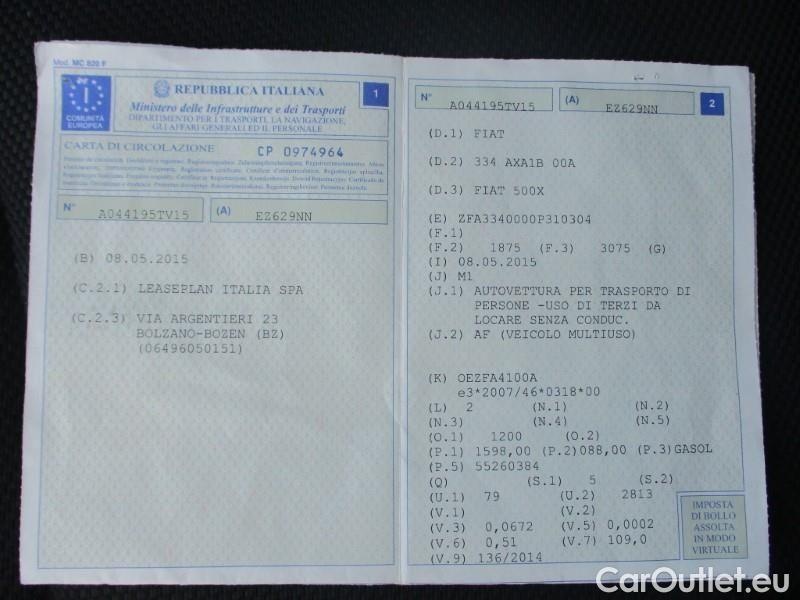 Mod. MC 820 F
I
COMUNITÀ
EUROPEA
REPUBBLICA ITALIANA
1
Ministero delle Infrastrutture e dei Trasporti
DIPARTIMENTO PER I TRASPORTI, LA NAVIGAZIONE,
GLI AFFARI GENERALI ED IL PERSONALE
CARTA DI CIRCOLAZIONE CP 0974964
N° A044195TV15 (A) EZ629NN
(B) 08.05.2015
(C.2.1) LEASEPLAN ITALIA SPA
(C.2.3) VIA ARGENTIERI 23
BOLZANO-BOZEN (BZ)
(06496050151)
N° A044195TV15 (A) EZ629NN 2
(D.1) FIAT
(D.2) 334 AXA1B 00A
(D.3) FIAT 500X
(E) ZFA3340000P310304
(F.1)
(F.2) 1875 (F.3) 3075 (G)
(I) 08.05.2015
(J) M1
(J.1) AUTOVETTURA PER TRASPORTO DI
PERSONE -USO DI TERZI DA
LOCARE SENZA CONDUC.
(J.2) AF (VEICOLO MULTIUSO)
(K) OEZFA4100A
e3*2007/46*0318*00
(L) 2 (N.1) (N.2)
(N.3) (N.4) (N.5)
(O.1) 1200 (O.2)
(P.1) 1598,00 (P.2)088,00 (P.3)GASOL
(P.5) 55260384
(Q) (S.1) 5 (S.2)
(U.1) 79 (U.2) 2813
(V.1) (V.2)
(V.3) 0,0672 (V.5) 0,0002
(V.6) 0,51 (V.7) 109,0
(V.9) 136/2014
IMPOSTA
DI BOLLO
ASSOLTA
IN MODO
VIRTUALE
CarOutlet.eu